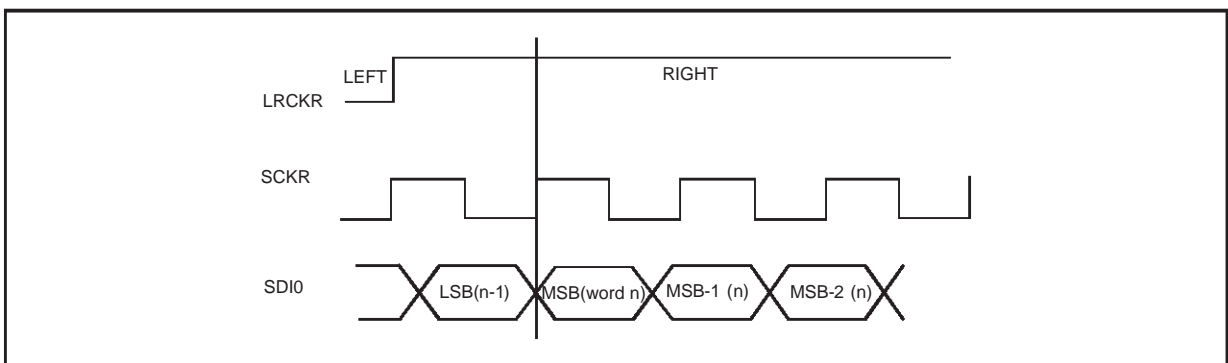 LEFT
RIGHT
LRCKR
SCKR
SDI0
LSB(n-1)
MSB(word n)
MSB-1 (n)
MSB-2 (n)